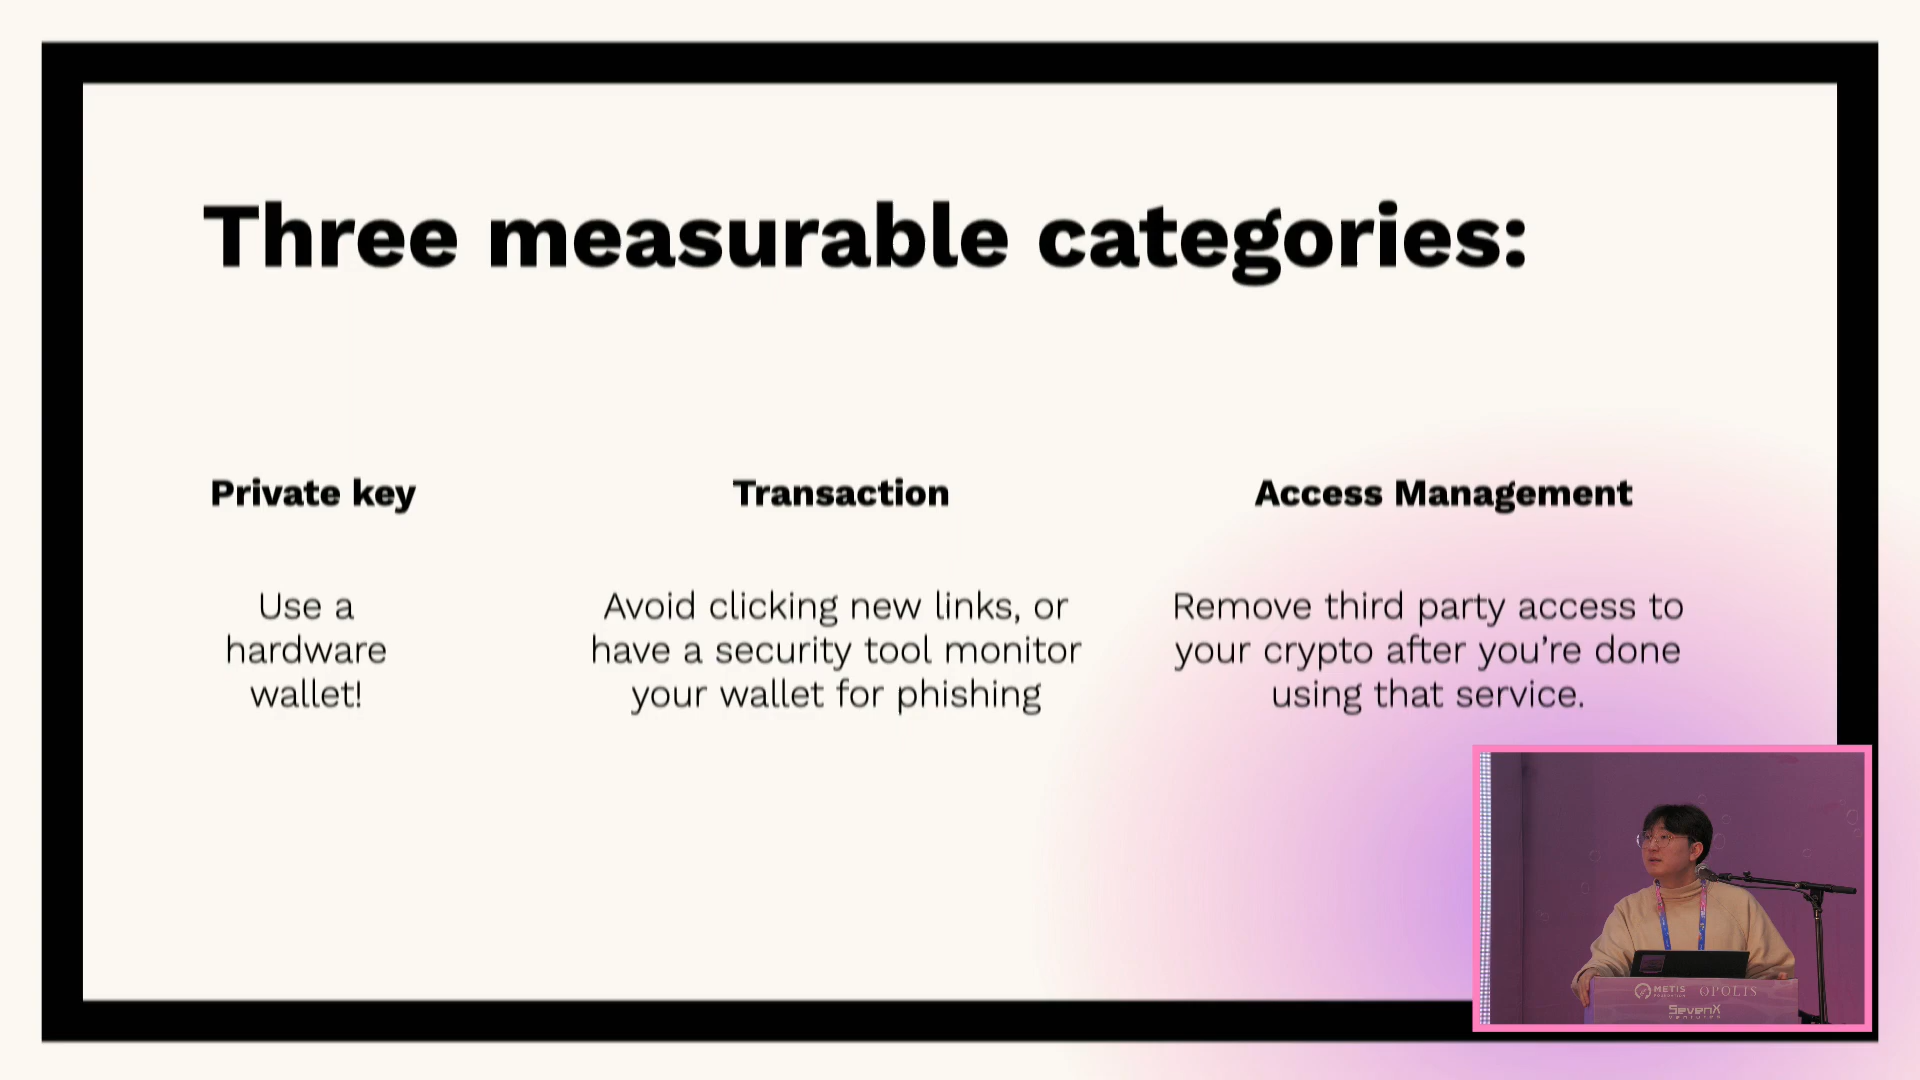 Three measurable categories:
Private key
Use a
hardware
wallet!
Transaction
Avoid clicking new links, or
have a security tool monitor
your wallet for phishing
Access Management
Remove third party access to
your crypto after you’re done
using that service.
METIS
OPOLIS
SevenX
VENTURES